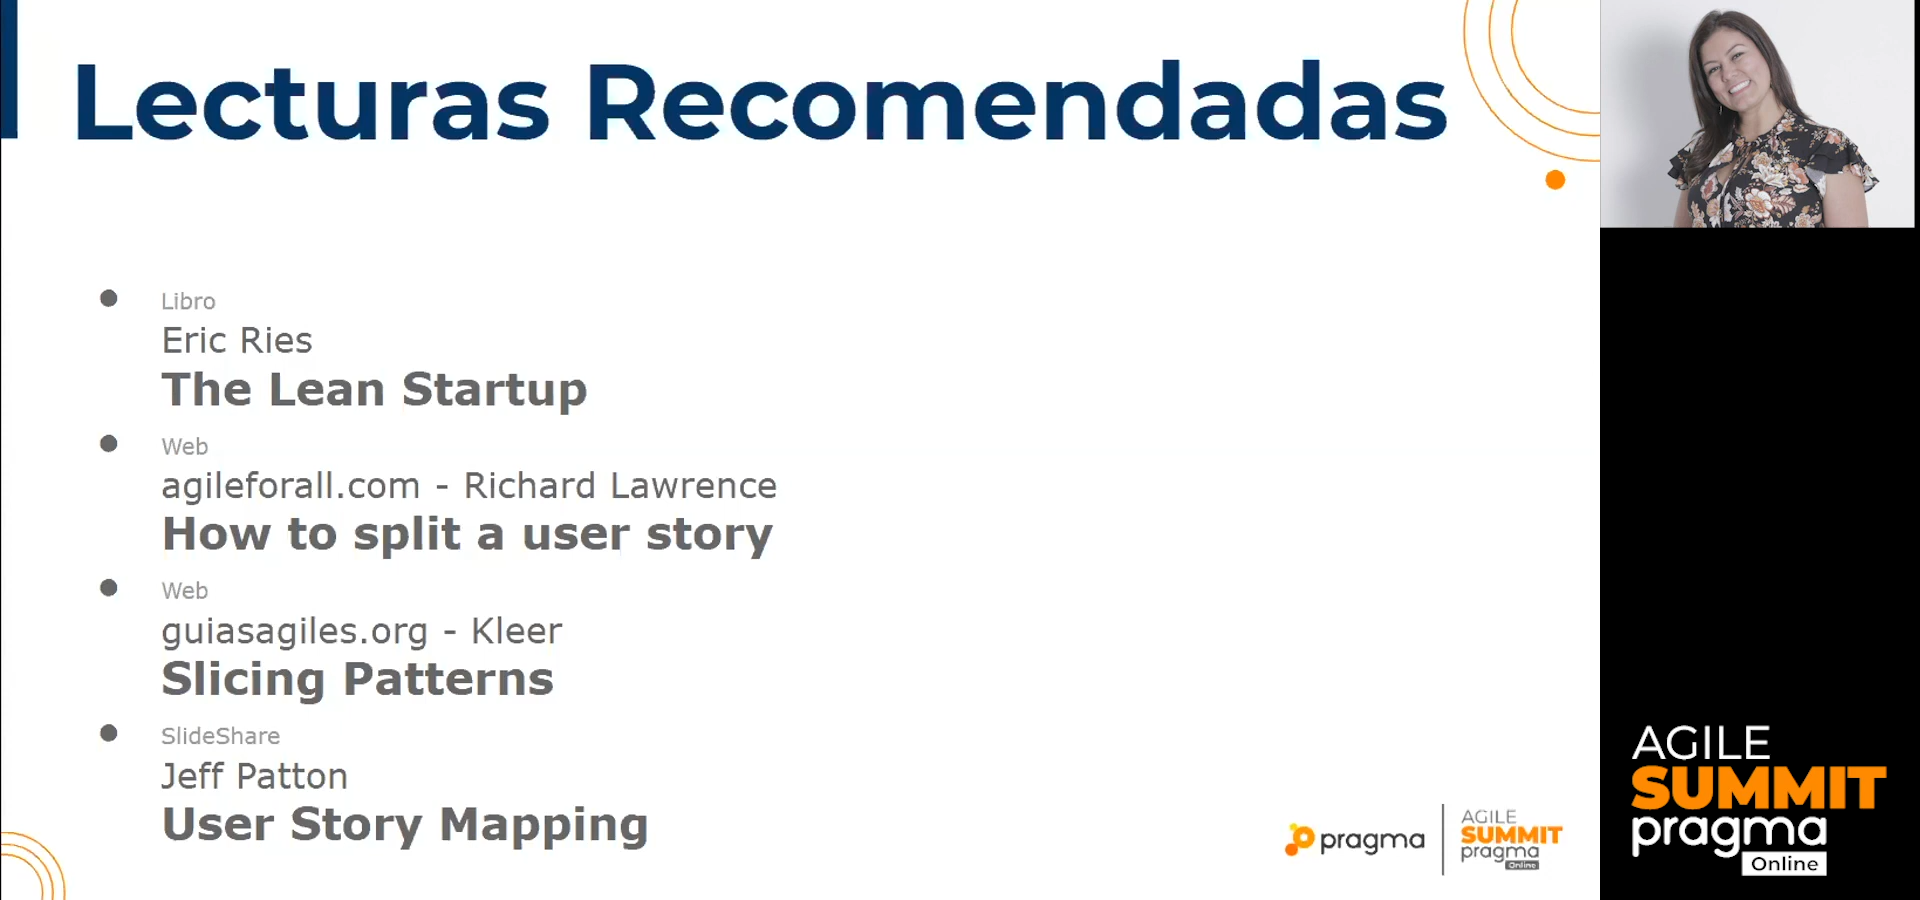 Lecturas Recomendadas
Libro
Eric Ries
The Lean Startup
Web
agileforall.com - Richard Lawrence
How to split a user story
Web
guiasagiles.org - Kleer
Slicing Patterns
SlideShare
Jeff Patton
User Story Mapping
pragma
AGILE
SUMMIT
pragma
Online
AGILE
SUMMIT
pragma
Online